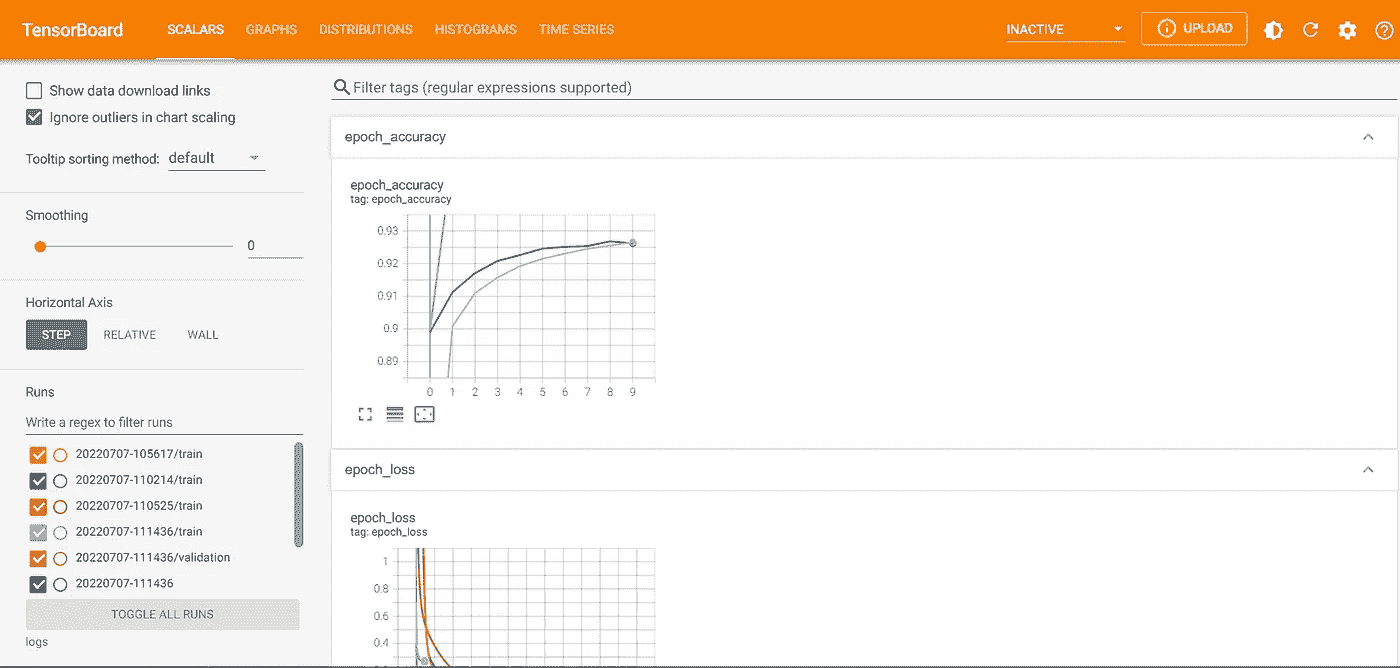 TensorBoard
SCALARS GRAPHS DISTRIBUTIONS HISTOGRAMS TIME SERIES
INACTIVE
UPLOAD
Show data download links
Ignore outliers in chart scaling
Tooltip sorting method: default
Smoothing
0
Horizontal Axis
STEP RELATIVE WALL
Runs
Write a regex to filter runs
20220707-105617/train
20220707-110214/train
20220707-110525/train
20220707-111436/train
20220707-111436/validation
20220707-111436
TOGGLE ALL RUNS
logs
Filter tags (regular expressions supported)
epoch_accuracy
epoch_accuracy
tag: epoch_accuracy
0.93
0.92
0.91
0.9
0.89
0 1 2 3 4 5 6 7 8 9
epoch_loss
epoch_loss
tag: epoch_loss
1
0.8
0.6
0.4